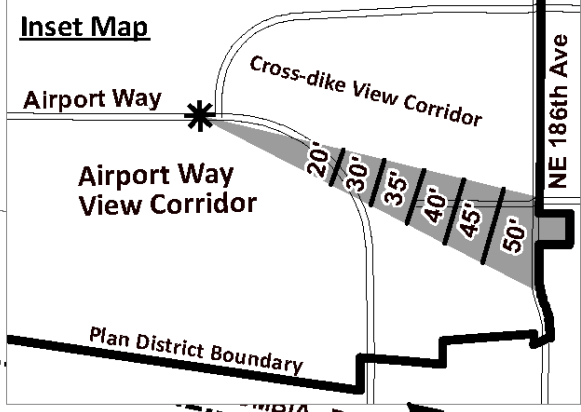 Inset Map
Cross-dike View Corridor
NE 186th Ave
Airport Way
20'
30'
35'
40'
45'
50'
Airport Way
View Corridor
Plan District Boundary